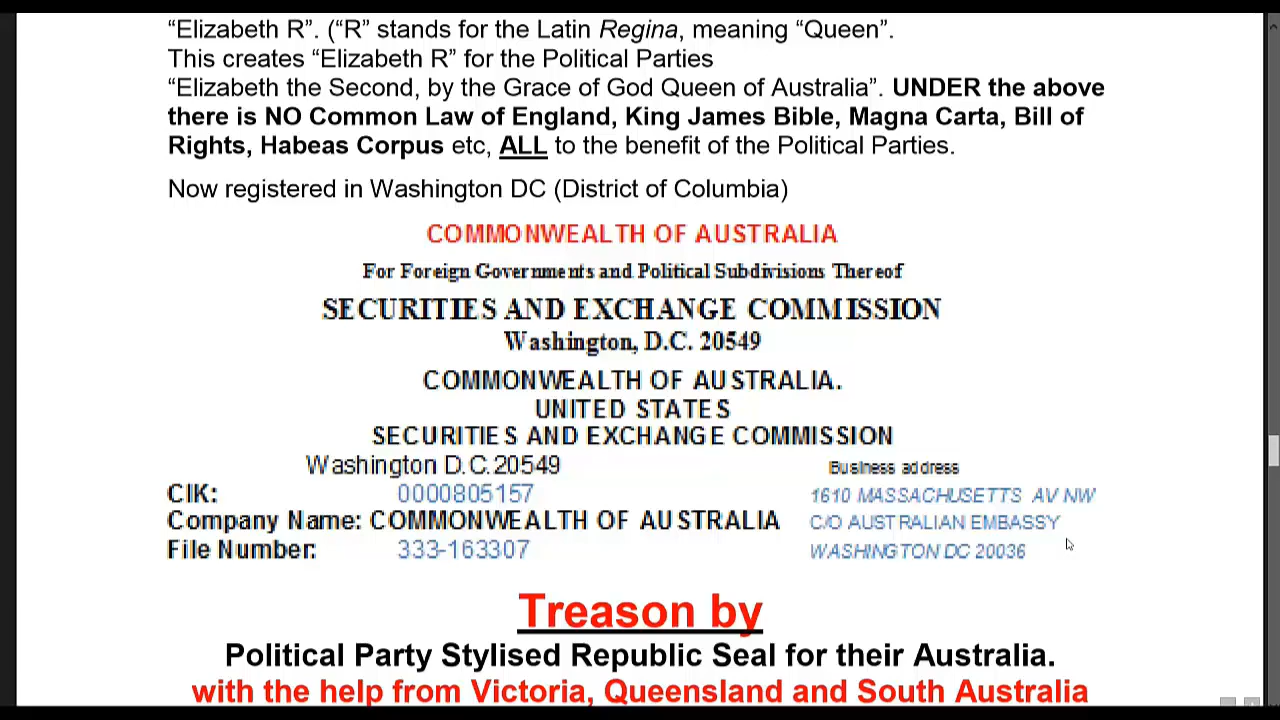 “Elizabeth R”. (“R” stands for the Latin Regina, meaning “Queen”.
This creates “Elizabeth R” for the Political Parties
“Elizabeth the Second, by the Grace of God Queen of Australia”. UNDER the above
there is NO Common Law of England, King James Bible, Magna Carta, Bill of
Rights, Habeas Corpus etc, ALL to the benefit of the Political Parties.
Now registered in Washington DC (District of Columbia)
COMMONWEALTH OF AUSTRALIA
For Foreign Governments and Political Subdivisions Thereof
SECURITIES AND EXCHANGE COMMISSION
Washington, D.C. 20549
COMMONWEALTH OF AUSTRALIA.
UNITED STATES
SECURITIES AND EXCHANGE COMMISSION
Washington D.C.20549 Business address
CIK: 0000805157 1610 MASSACHUSETTS AV NW
Company Name: COMMONWEALTH OF AUSTRALIA C/O AUSTRALIAN EMBASSY
File Number: 333-163307 WASHINGTON DC 20036
Treason by
Political Party Stylised Republic Seal for their Australia.
with the help from Victoria, Queensland and South Australia